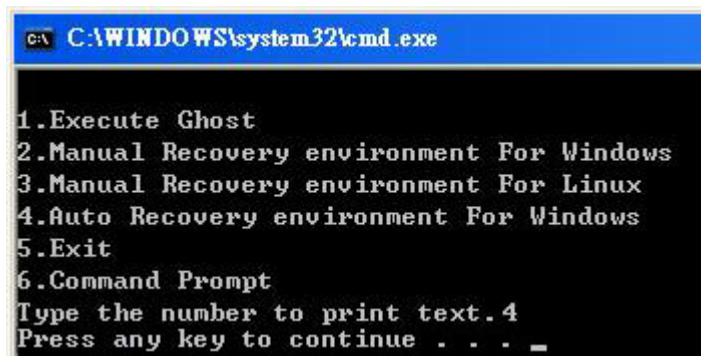 C:\WINDOWS\system32\cmd.exe
1.Execute Ghost
2.Manual Recovery environment For Windows
3.Manual Recovery environment For Linux
4.Auto Recovery environment For Windows
5.Exit
6.Command Prompt
Type the number to print text.4
Press any key to continue . . . _